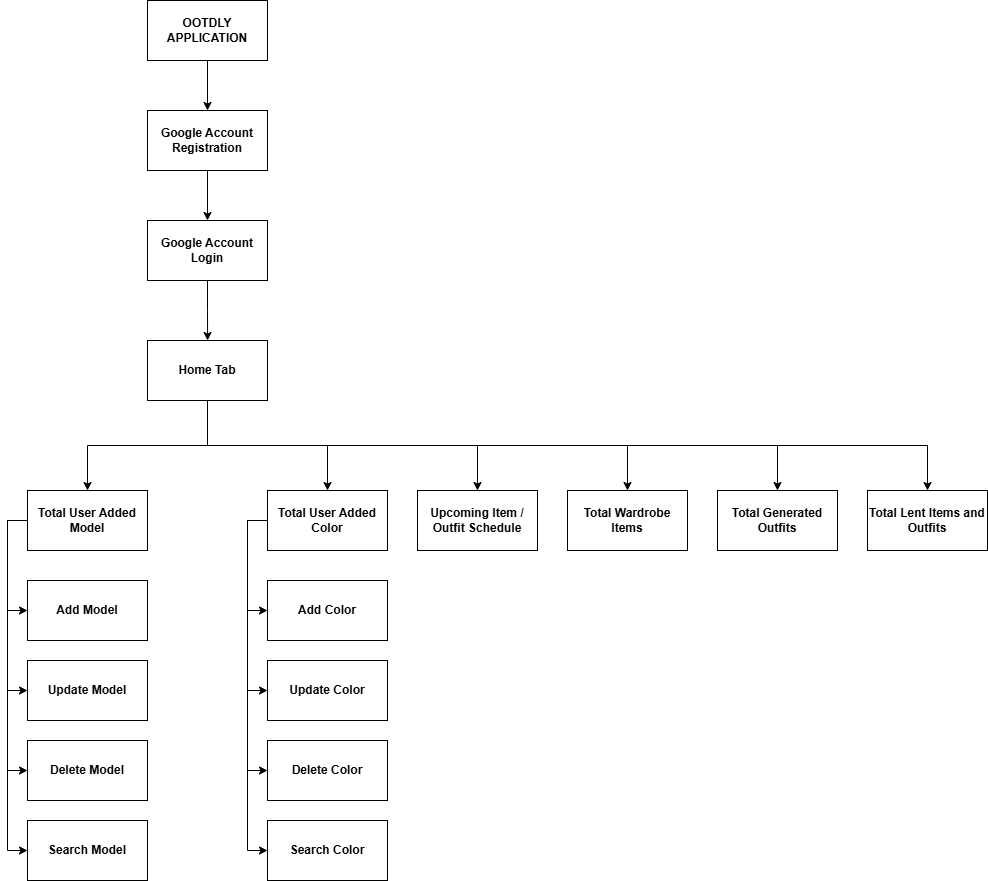 OOTDLY
APPLICATION
Google Account
Registration
Google Account
Login
Home Tab
Total User Added
Model
Total User Added
Color
Upcoming Item /
Outfit Schedule
Total Wardrobe
Items
Total Generated
Outfits
Total Lent Items and
Outfits
Add Model
Add Color
Update Model
Update Color
Delete Model
Delete Color
Search Model
Search Color